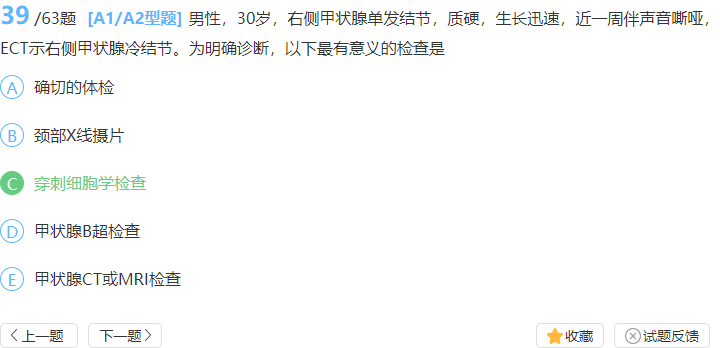 39 /63题 [A1/A2型题] 男性，30岁，右侧甲状腺单发结节，质硬，生长迅速，近一周伴声音嘶哑，
ECT示右侧甲状腺冷结节。为明确诊断，以下最有意义的检查是
A 确切的体检
B 颈部X线摄片
C 穿刺细胞学检查
D 甲状腺B超检查
E 甲状腺CT或MRI检查
上一题 下一题 收藏 试题反馈